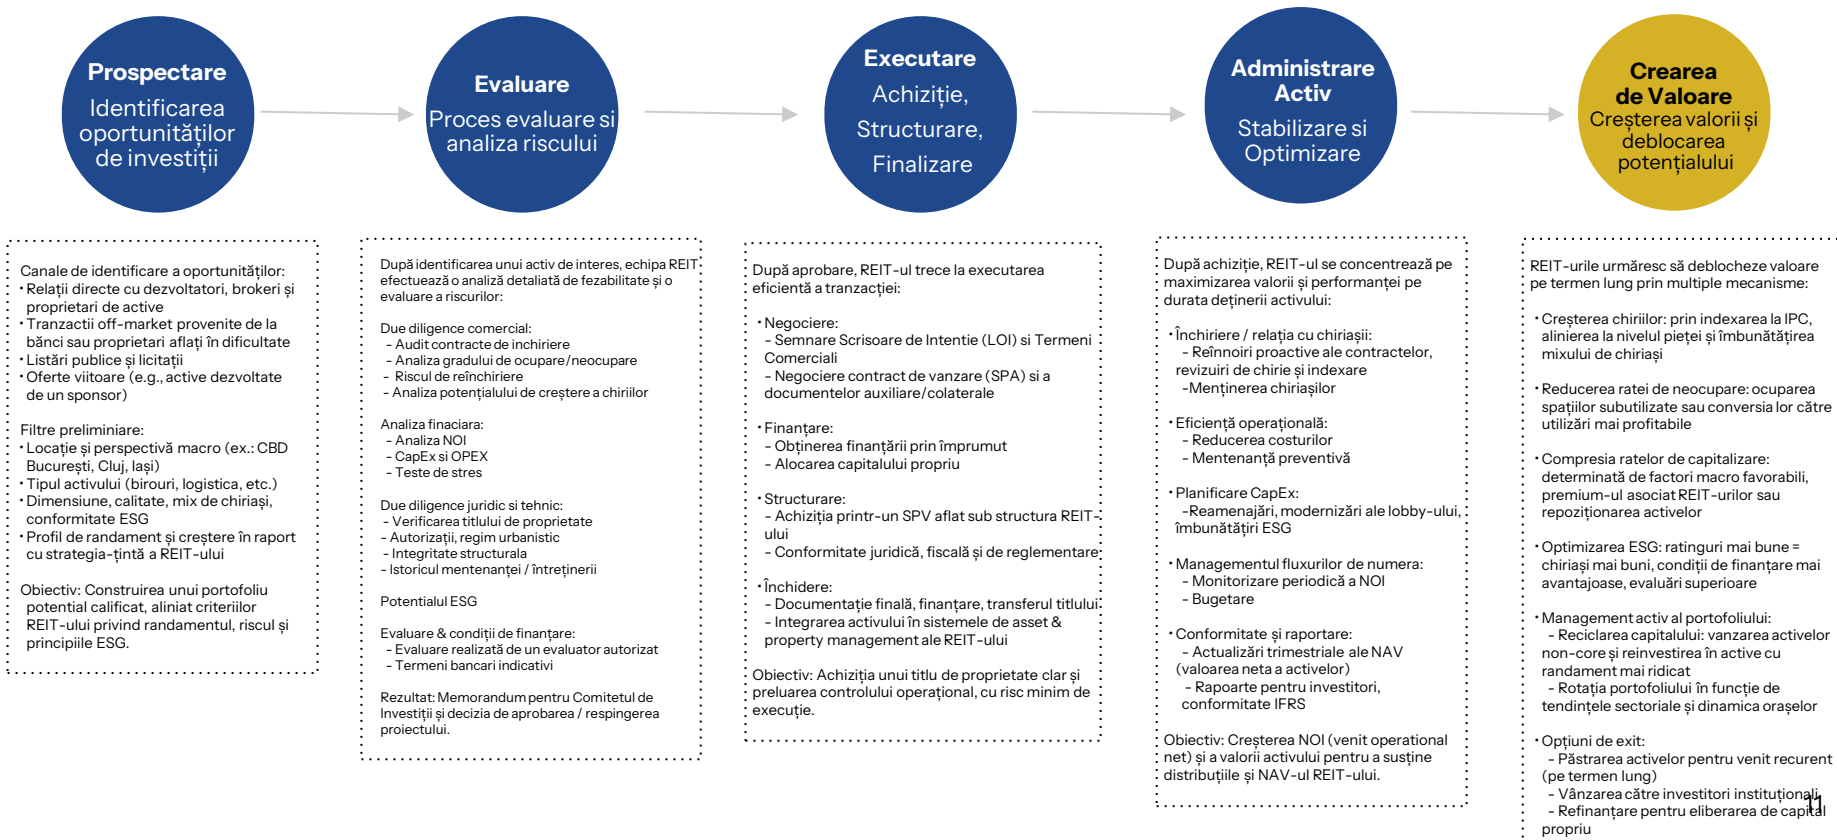 Prospectare
Identificarea
oportunităților
de investiții
Evaluare
Proces evaluare si
analiza riscului
Executare
Achiziție,
Structurare,
Finalizare
Administrare
Activ
Stabilizare si
Optimizare
Crearea
de Valoare
Creșterea valorii și
deblocarea
potențialului
Canale de identificare a oportunităților:
• Relații directe cu dezvoltatori, brokeri și
proprietari de active
• Tranzactii off-market provenite de la
bănci sau proprietari aflați în dificultate
• Listări publice și licitații
• Oferte viitoare (e.g., active dezvoltate
de un sponsor)
Filtre preliminiare:
• Locație și perspectivă macro (ex.: CBD
București, Cluj, Iași)
• Tipul activului (birouri, logistica, etc.)
• Dimensiune, calitate, mix de chiriași,
conformitate ESG
• Profil de randament și creștere în raport
cu strategia-țintă a REIT-ului
Obiectiv: Construirea unui portofoliu
potential calificat, aliniat criteriilor
REIT-ului privind randamentul, riscul și
principiile ESG.
După identificarea unui activ de interes, echipa REIT
efectuează o analiză detaliată de fezabilitate și o
evaluare a riscurilor:
Due diligence comercial:
- Audit contracte de inchiriere
- Analiza gradului de ocupare/neocupare
- Riscul de reînchiriere
- Analiza potențialului de creștere a chiriilor
Analiza finaciara:
- Analiza NOI
- CapEx si OPEX
- Teste de stres
Due diligence juridic si tehnic:
- Verificarea titlului de proprietate
- Autorizații, regim urbanistic
- Integritate structurala
- Istoricul mentenanței / întreținerii
Potentialul ESG
Evaluare & condiții de finanțare:
- Evaluare realizată de un evaluator autorizat
- Termeni bancari indicativi
Rezultat: Memorandum pentru Comitetul de
Investiții și decizia de aprobarea / respingerea
proiectului.
După aprobare, REIT-ul trece la executarea
eficientă a tranzacției:
• Negociere:
- Semnare Scrisoare de Intentie (LOI) si Termeni
Comerciali
- Negociere contract de vanzare (SPA) si a
documentelor auxiliare/colaterale
• Finanțare:
- Obținerea finanțării prin împrumut
- Alocarea capitalului propriu
• Structurare:
- Achiziția printr-un SPV aflat sub structura REIT-
ului
- Conformitate juridică, fiscală și de reglementare
• Închidere:
- Documentație finală, finanțare, transferul titlului
- Integrarea activului în sistemele de asset &
property management ale REIT-ului
Obiectiv: Achiziția unui titlu de proprietate clar și
preluarea controlului operațional, cu risc minim de
execuție.
După achiziție, REIT-ul se concentrează pe
maximizarea valorii și performanței pe
durata deținerii activului:
• Închiriere / relația cu chiriașii:
- Reînnoiri proactive ale contractelor,
revizuiri de chirie și indexare
-Menținerea chiriașilor
• Eficiență operațională:
- Reducerea costurilor
- Mentenanță preventivă
• Planificare CapEx:
-Reamenajări, modernizări ale lobby-ului,
îmbunătățiri ESG
• Managementul fluxurilor de numerar:
- Monitorizare periodică a NOI
- Bugetare
• Conformitate și raportare:
- Actualizări trimestriale ale NAV
(valoarea neta a activelor)
- Rapoarte pentru investitori,
conformitate IFRS
Obiectiv: Creșterea NOI (venit operational
net) și a valorii activului pentru a susține
distribuțiile și NAV-ul REIT-ului.
REIT-urile urmăresc să deblocheze valoare
pe termen lung prin multiple mecanisme:
• Creșterea chiriilor: prin indexarea la IPC,
alinierea la nivelul pieței și îmbunătățirea
mixului de chiriași
• Reducerea ratei de neocupare: ocuparea
spațiilor subutilizate sau conversia lor către
utilizări mai profitabile
• Compresia ratelor de capitalizare:
determinată de factori macro favorabili,
premium-ul asociat REIT-urilor sau
repoziționarea activelor
• Optimizarea ESG: ratinguri mai bune =
chiriași mai buni, condiții de finanțare mai
avantajoase, evaluări superioare
• Management activ al portofoliului:
- Reciclarea capitalului: vanzarea activelor
non-core și reinvestirea în active cu
randament mai ridicat
- Rotația portofoliului în funcție de
tendințele sectoriale și dinamica orașelor
• Opțiuni de exit:
- Păstrarea activelor pentru venit recurent
(pe termen lung)
- Vânzarea către investitori instituționali
- Refinanțare pentru eliberarea de capital
propriu
11